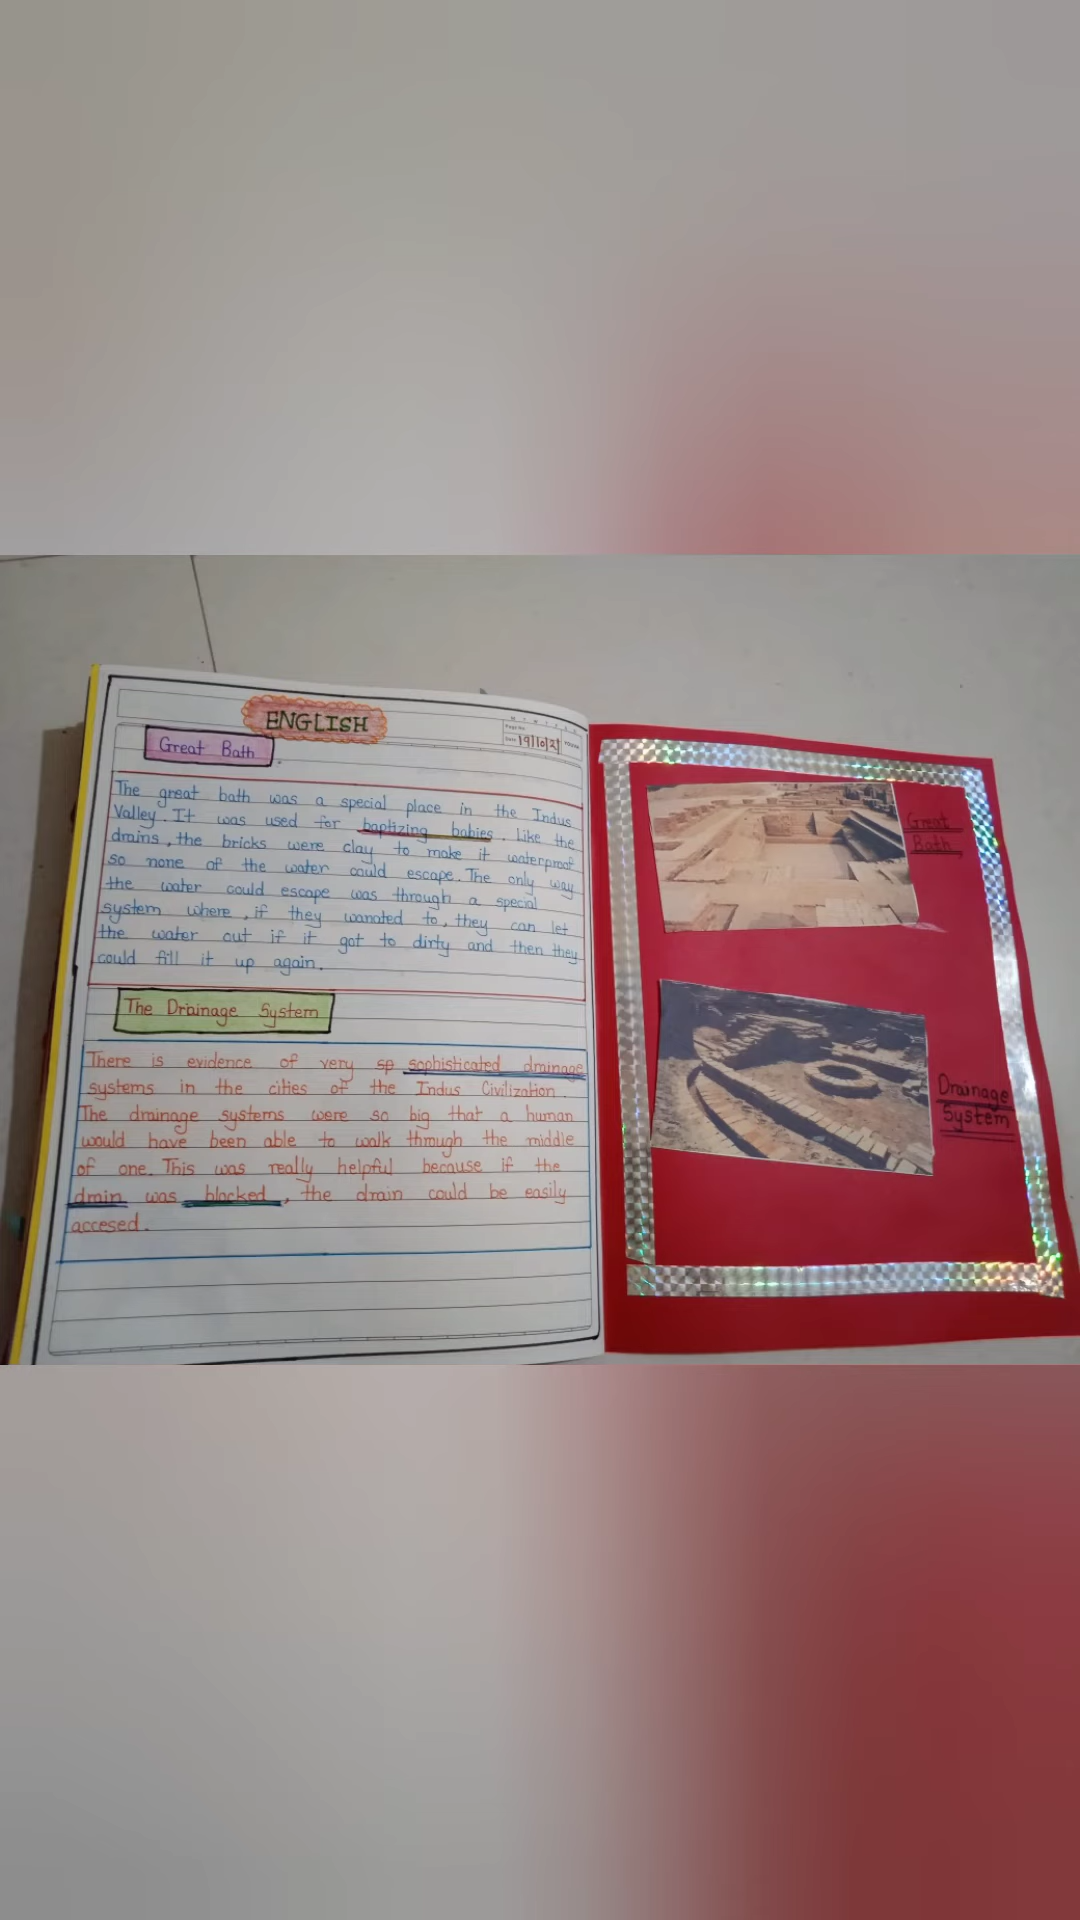 ENGLISH
Great Bath
Date 19/10/21
The great bath was a special place in the Indus
Valley. It was used for baptizing babies. Like the
drains, the bricks were clay to make it waterproof
so none of the water could escape. The only way
the water could escape was through a special
system where, if they wanated to, they can let
the water out if it got to dirty and then they
could fill it up again.
The Drainage System
There is evidence of very sp sophisticated drainage
systems in the cities of the Indus Civilization.
The drainage systems were so big that a human
would have been able to walk through the middle
of one. This was really helpful because if the
drain was blocked, the drain could be easily
accesed.
Great
Bath,
Drainage
System